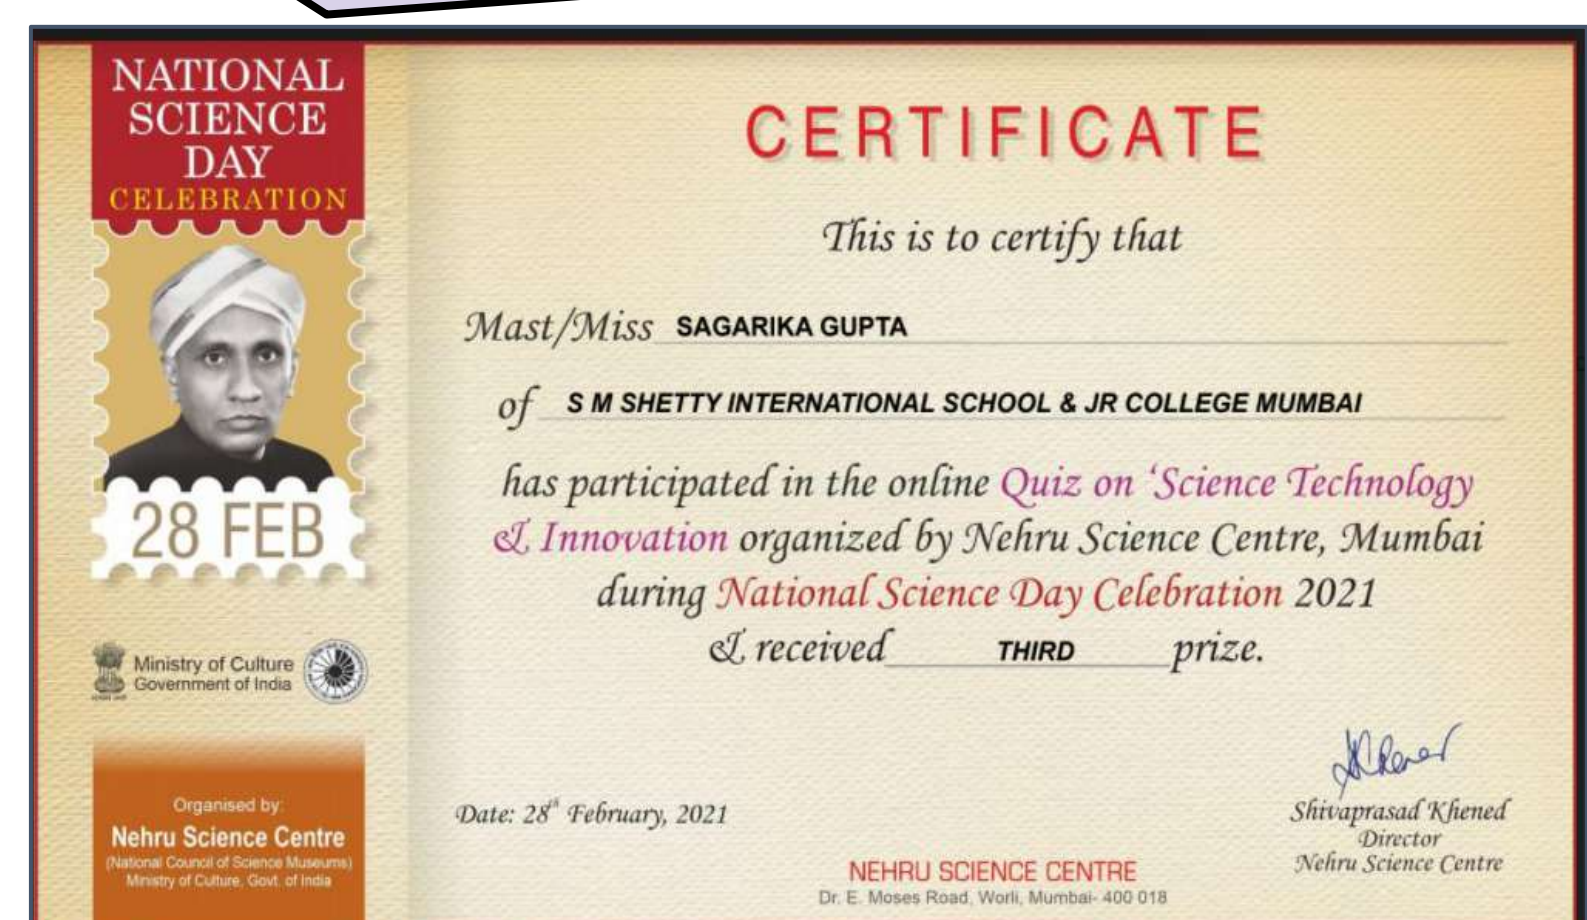 NATIONAL
SCIENCE
DAY
CELEBRATION
28 FEB
Ministry of Culture
Government of India
Organised by:
Nehru Science Centre
(National Council of Science Museums)
Ministry of Culture, Govt. of India
CERTIFICATE
This is to certify that
Mast/Miss SAGARIKA GUPTA
of S M SHETTY INTERNATIONAL SCHOOL & JR COLLEGE MUMBAI
has participated in the online Quiz on ‘Science Technology
& Innovation organized by Nehru Science Centre, Mumbai
during National Science Day Celebration 2021
& received THIRD prize.
Date: 28th February, 2021
Shivaprasad Khened
Director
Nehru Science Centre
NEHRU SCIENCE CENTRE
Dr. E. Moses Road, Worli, Mumbai- 400 018